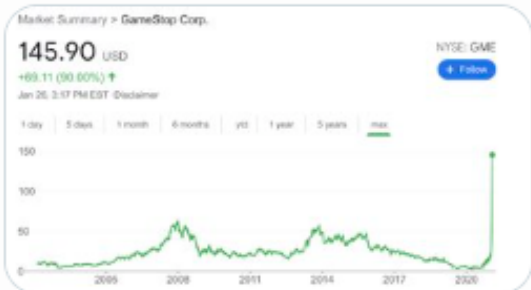 Market Summary > GameStop Corp.
145.90 USD
NYSE: GME
+69.11 (90.00%) ↑
+ Follow
Jan 26, 3:17 PM EST · Disclaimer
1 day 5 days 1 month 6 months ytd 1 year 5 years max
150
100
50
0
2005 2008 2011 2014 2017 2020